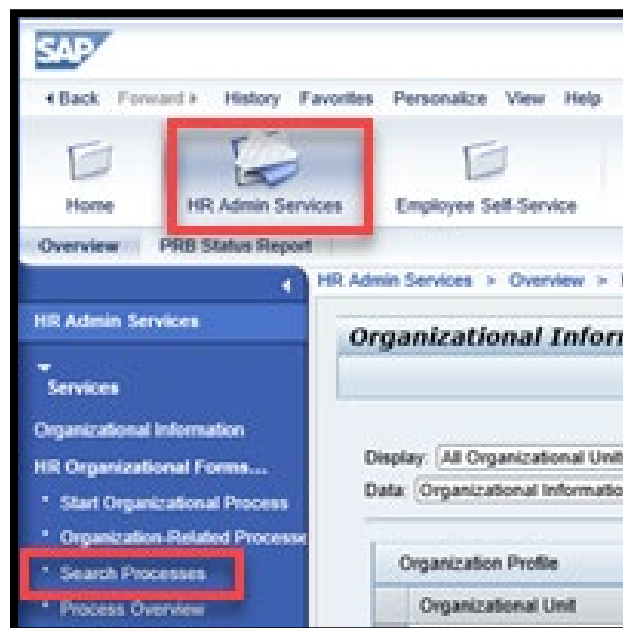 SAP
Back Forward History Favorites Personalize View Help
Home HR Admin Services Employee Self-Service
Overview PRB Status Report
HR Admin Services > Overview >
HR Admin Services
Organizational Inforr
Services
Organizational Information
HR Organizational Forms...
Display: All Organizational Unit
Start Organizational Process
Data: Organizational Informatio
Organization-Related Processe
Organization Profile
Search Processes
Process Overview
Organizational Unit